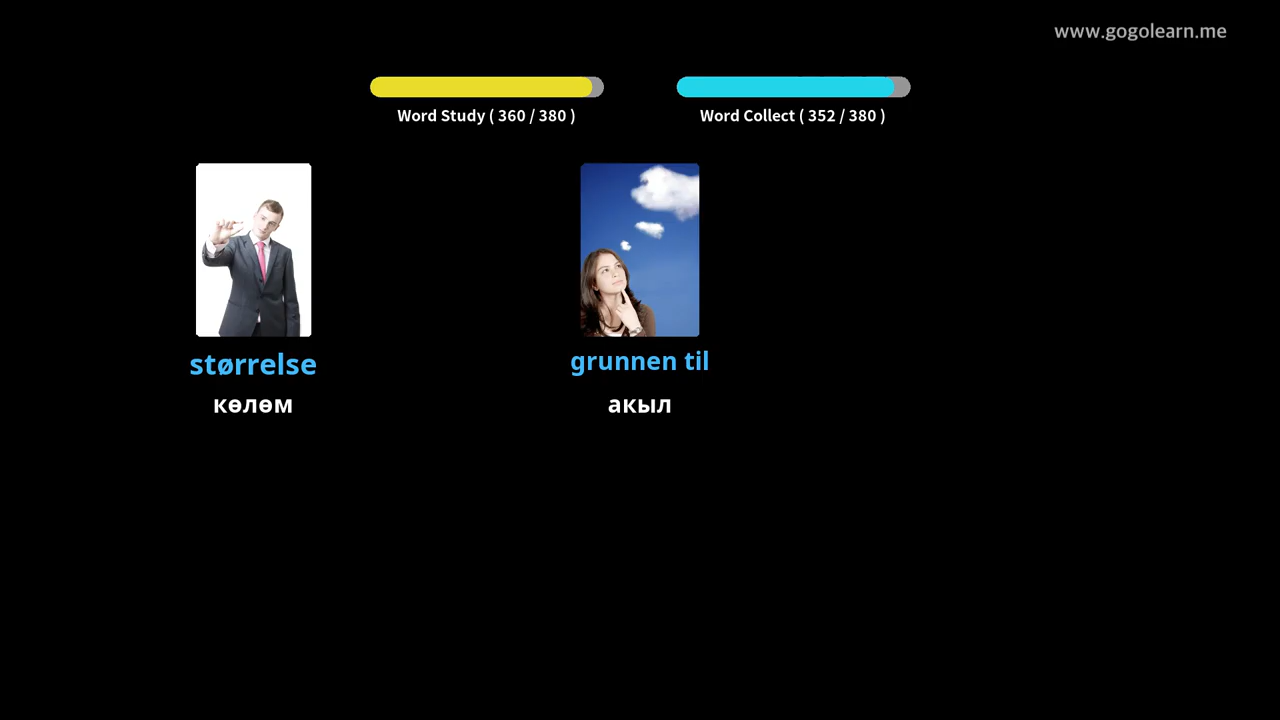 www.gogolearn.me
Word Study ( 360 / 380 )
Word Collect ( 352 / 380 )
størrelse
көлөм
grunnen til
акыл